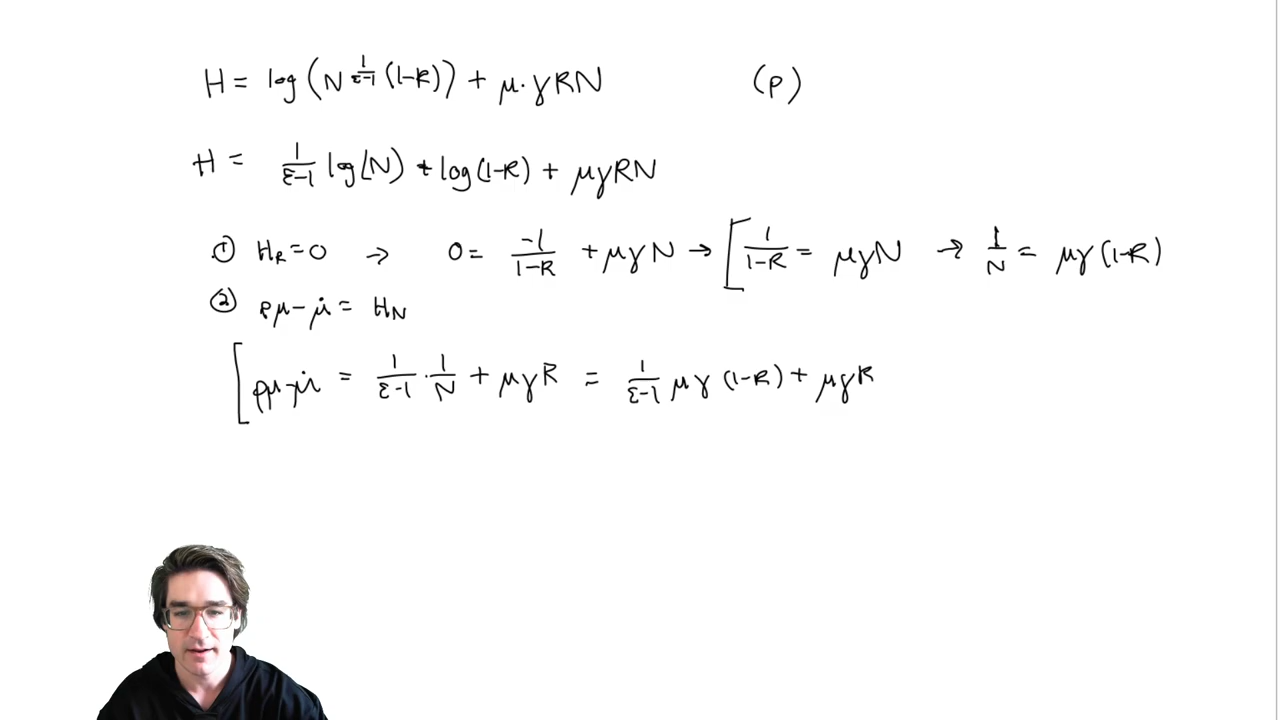 H = log(N^{1/(ε-1)} (1-R)) + μ·γRN (ρ)
H = 1/(ε-1) log(N) + log(1-R) + μγRN
① H_R = 0 → 0 = -1/(1-R) + μγN → [ 1/(1-R) = μγN → 1/N = μγ(1-R)
② ρμ - μ̇ = H_N
[ ρμ - μ̇ = 1/(ε-1) · 1/N + μγR = 1/(ε-1) μγ(1-R) + μγR